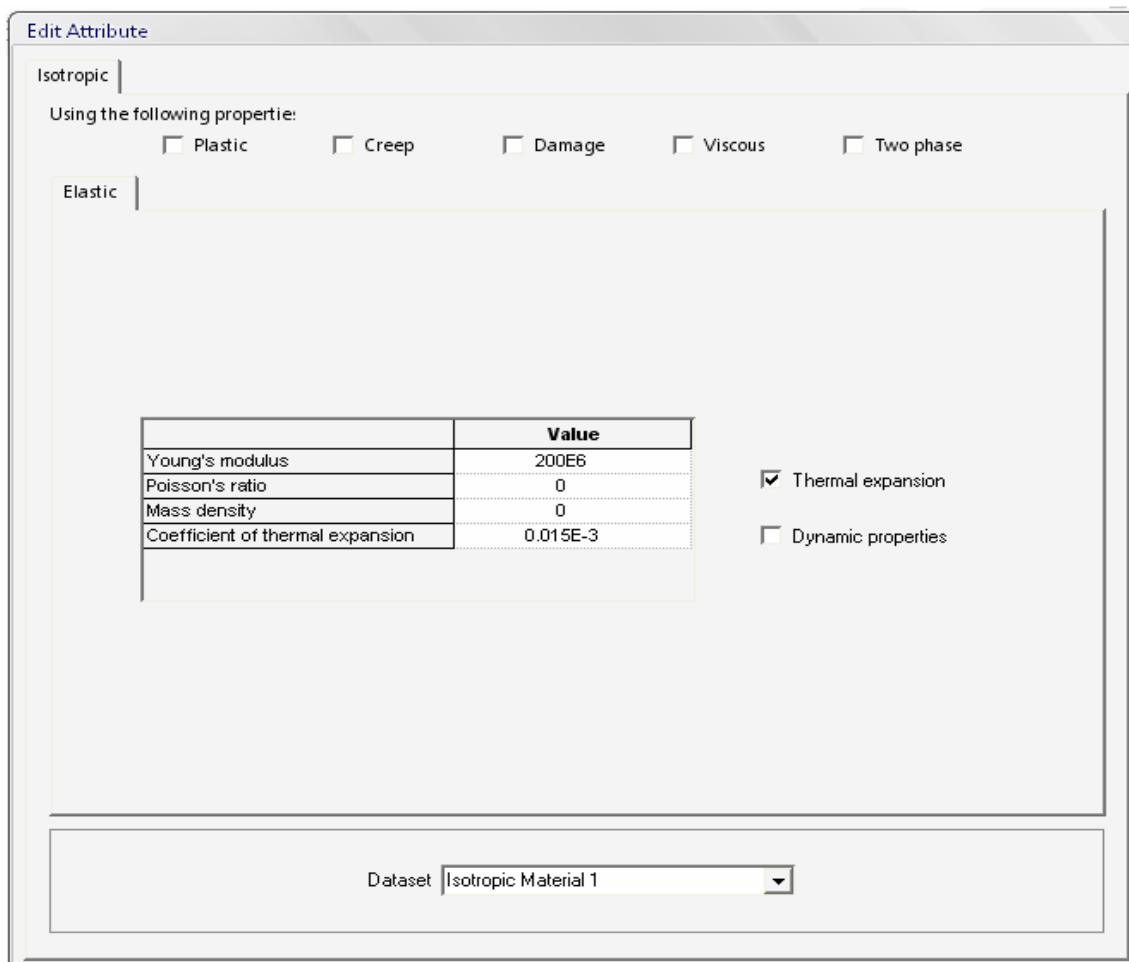 Edit Attribute
Isotropic
Using the following propertie:
Plastic Creep Damage Viscous Two phase
Elastic
Value
Young's modulus 200E6
Poisson's ratio 0
Mass density 0
Coefficient of thermal expansion 0.015E-3
Thermal expansion
Dynamic properties
Dataset Isotropic Material 1